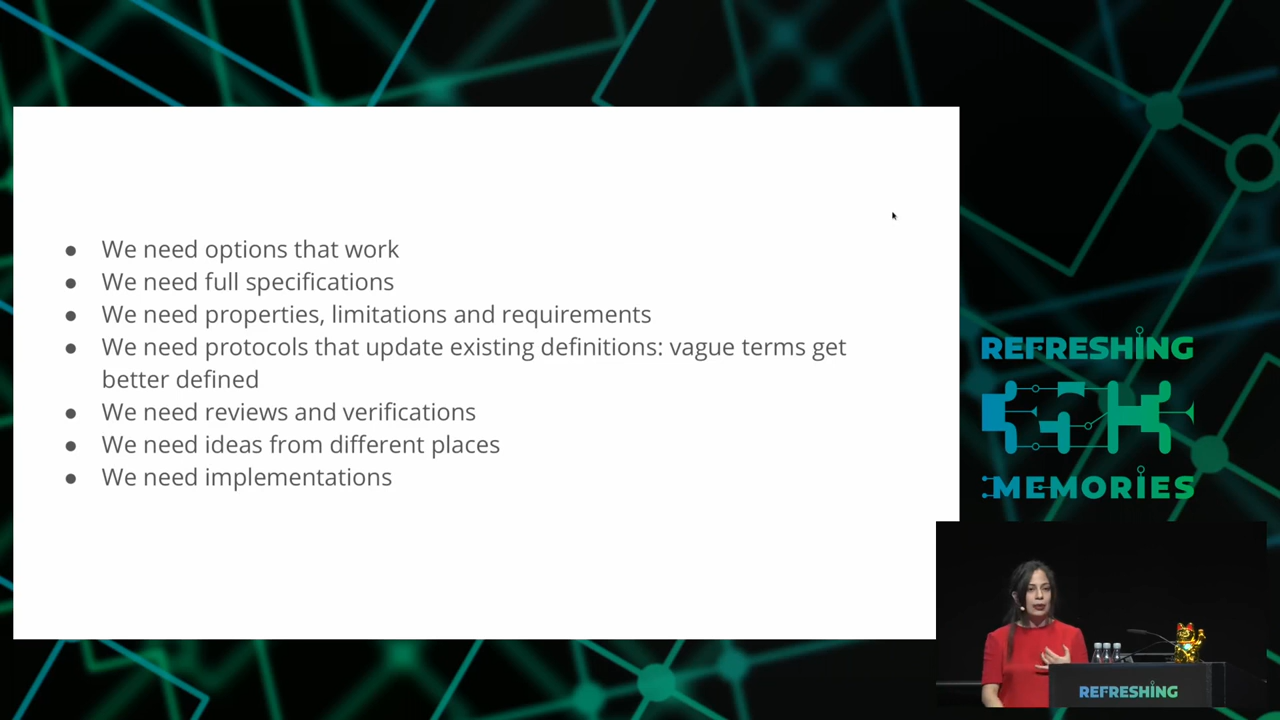 ● We need options that work
● We need full specifications
● We need properties, limitations and requirements
● We need protocols that update existing definitions: vague terms get
better defined
● We need reviews and verifications
● We need ideas from different places
● We need implementations
REFRESHING
MEMORIES
REFRESHING